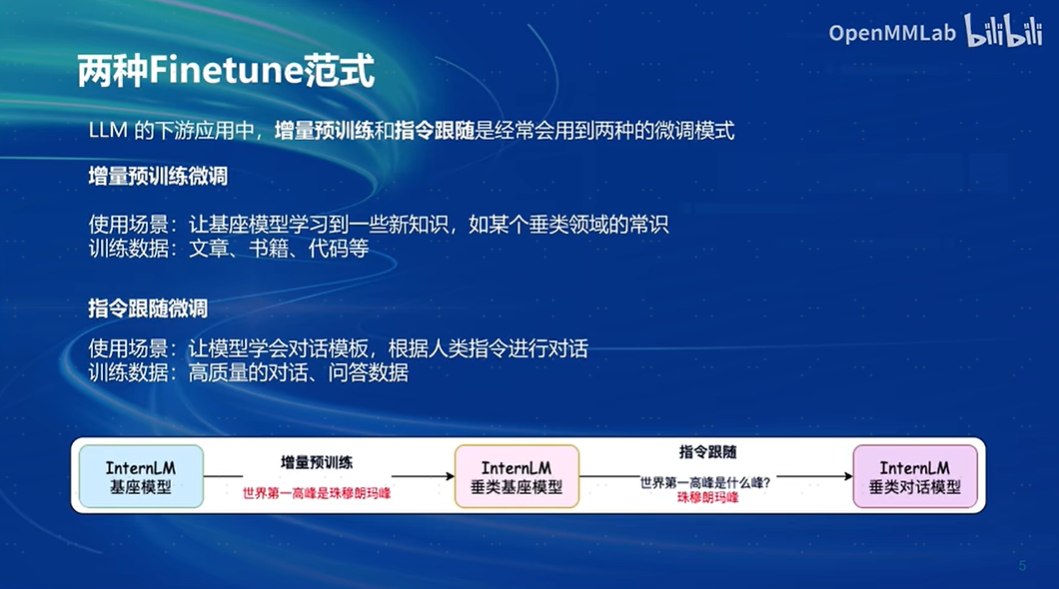 OpenMMLab bilibili
两种Finetune范式
LLM 的下游应用中，增量预训练和指令跟随是经常会用到两种的微调模式
增量预训练微调
使用场景：让基座模型学习到一些新知识，如某个垂类领域的常识
训练数据：文章、书籍、代码等
指令跟随微调
使用场景：让模型学会对话模板，根据人类指令进行对话
训练数据：高质量的对话、问答数据
InternLM
基座模型
增量预训练
世界第一高峰是珠穆朗玛峰
InternLM
垂类基座模型
指令跟随
世界第一高峰是什么峰？
珠穆朗玛峰
InternLM
垂类对话模型
5